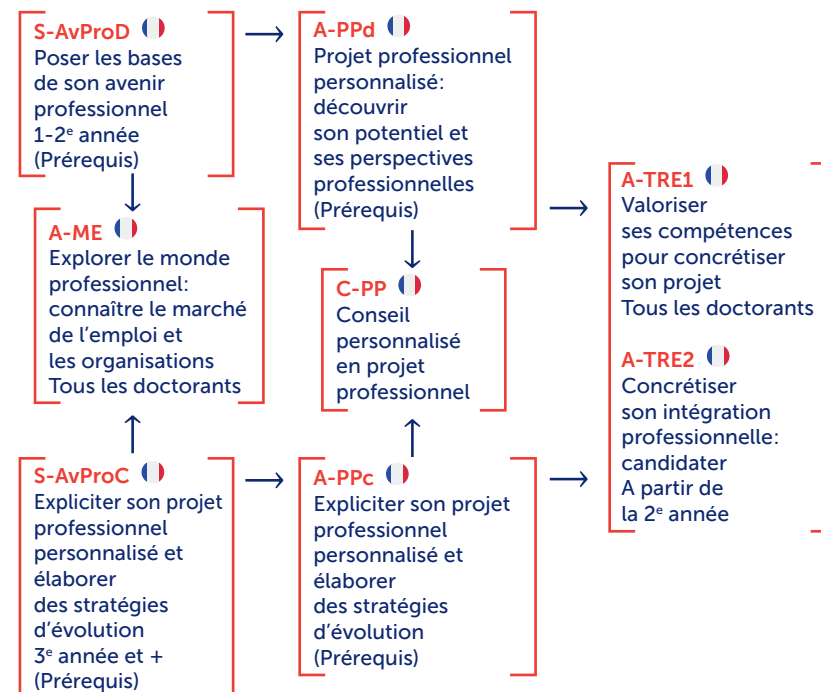 S-AvProD
Poser les bases
de son avenir
professionnel
1-2e année
(Prérequis)
A-PPd
Projet professionnel
personnalisé:
découvrir
son potentiel et
ses perspectives
professionnelles
(Prérequis)
A-ME
Explorer le monde
professionnel:
connaître le marché
de l'emploi et
les organisations
Tous les doctorants
C-PP
Conseil
personnalisé
en projet
professionnel
A-TRE1
Valoriser
ses compétences
pour concrétiser
son projet
Tous les doctorants
A-TRE2
Concrétiser
son intégration
professionnelle:
candidater
A partir de
la 2e année
S-AvProC
Expliciter son projet
professionnel
personnalisé et
élaborer
des stratégies
d'évolution
3e année et +
(Prérequis)
A-PPc
Expliciter son projet
professionnel
personnalisé et
élaborer
des stratégies
d'évolution
(Prérequis)